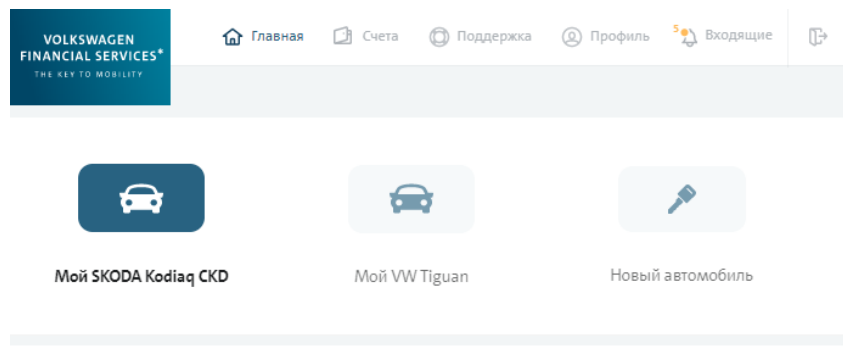 VOLKSWAGEN
FINANCIAL SERVICES*
THE KEY TO MOBILITY
Главная
Счета
Поддержка
Профиль
5
Входящие
Мой SKODA Kodiaq CKD
Мой VW Tiguan
Новый автомобиль